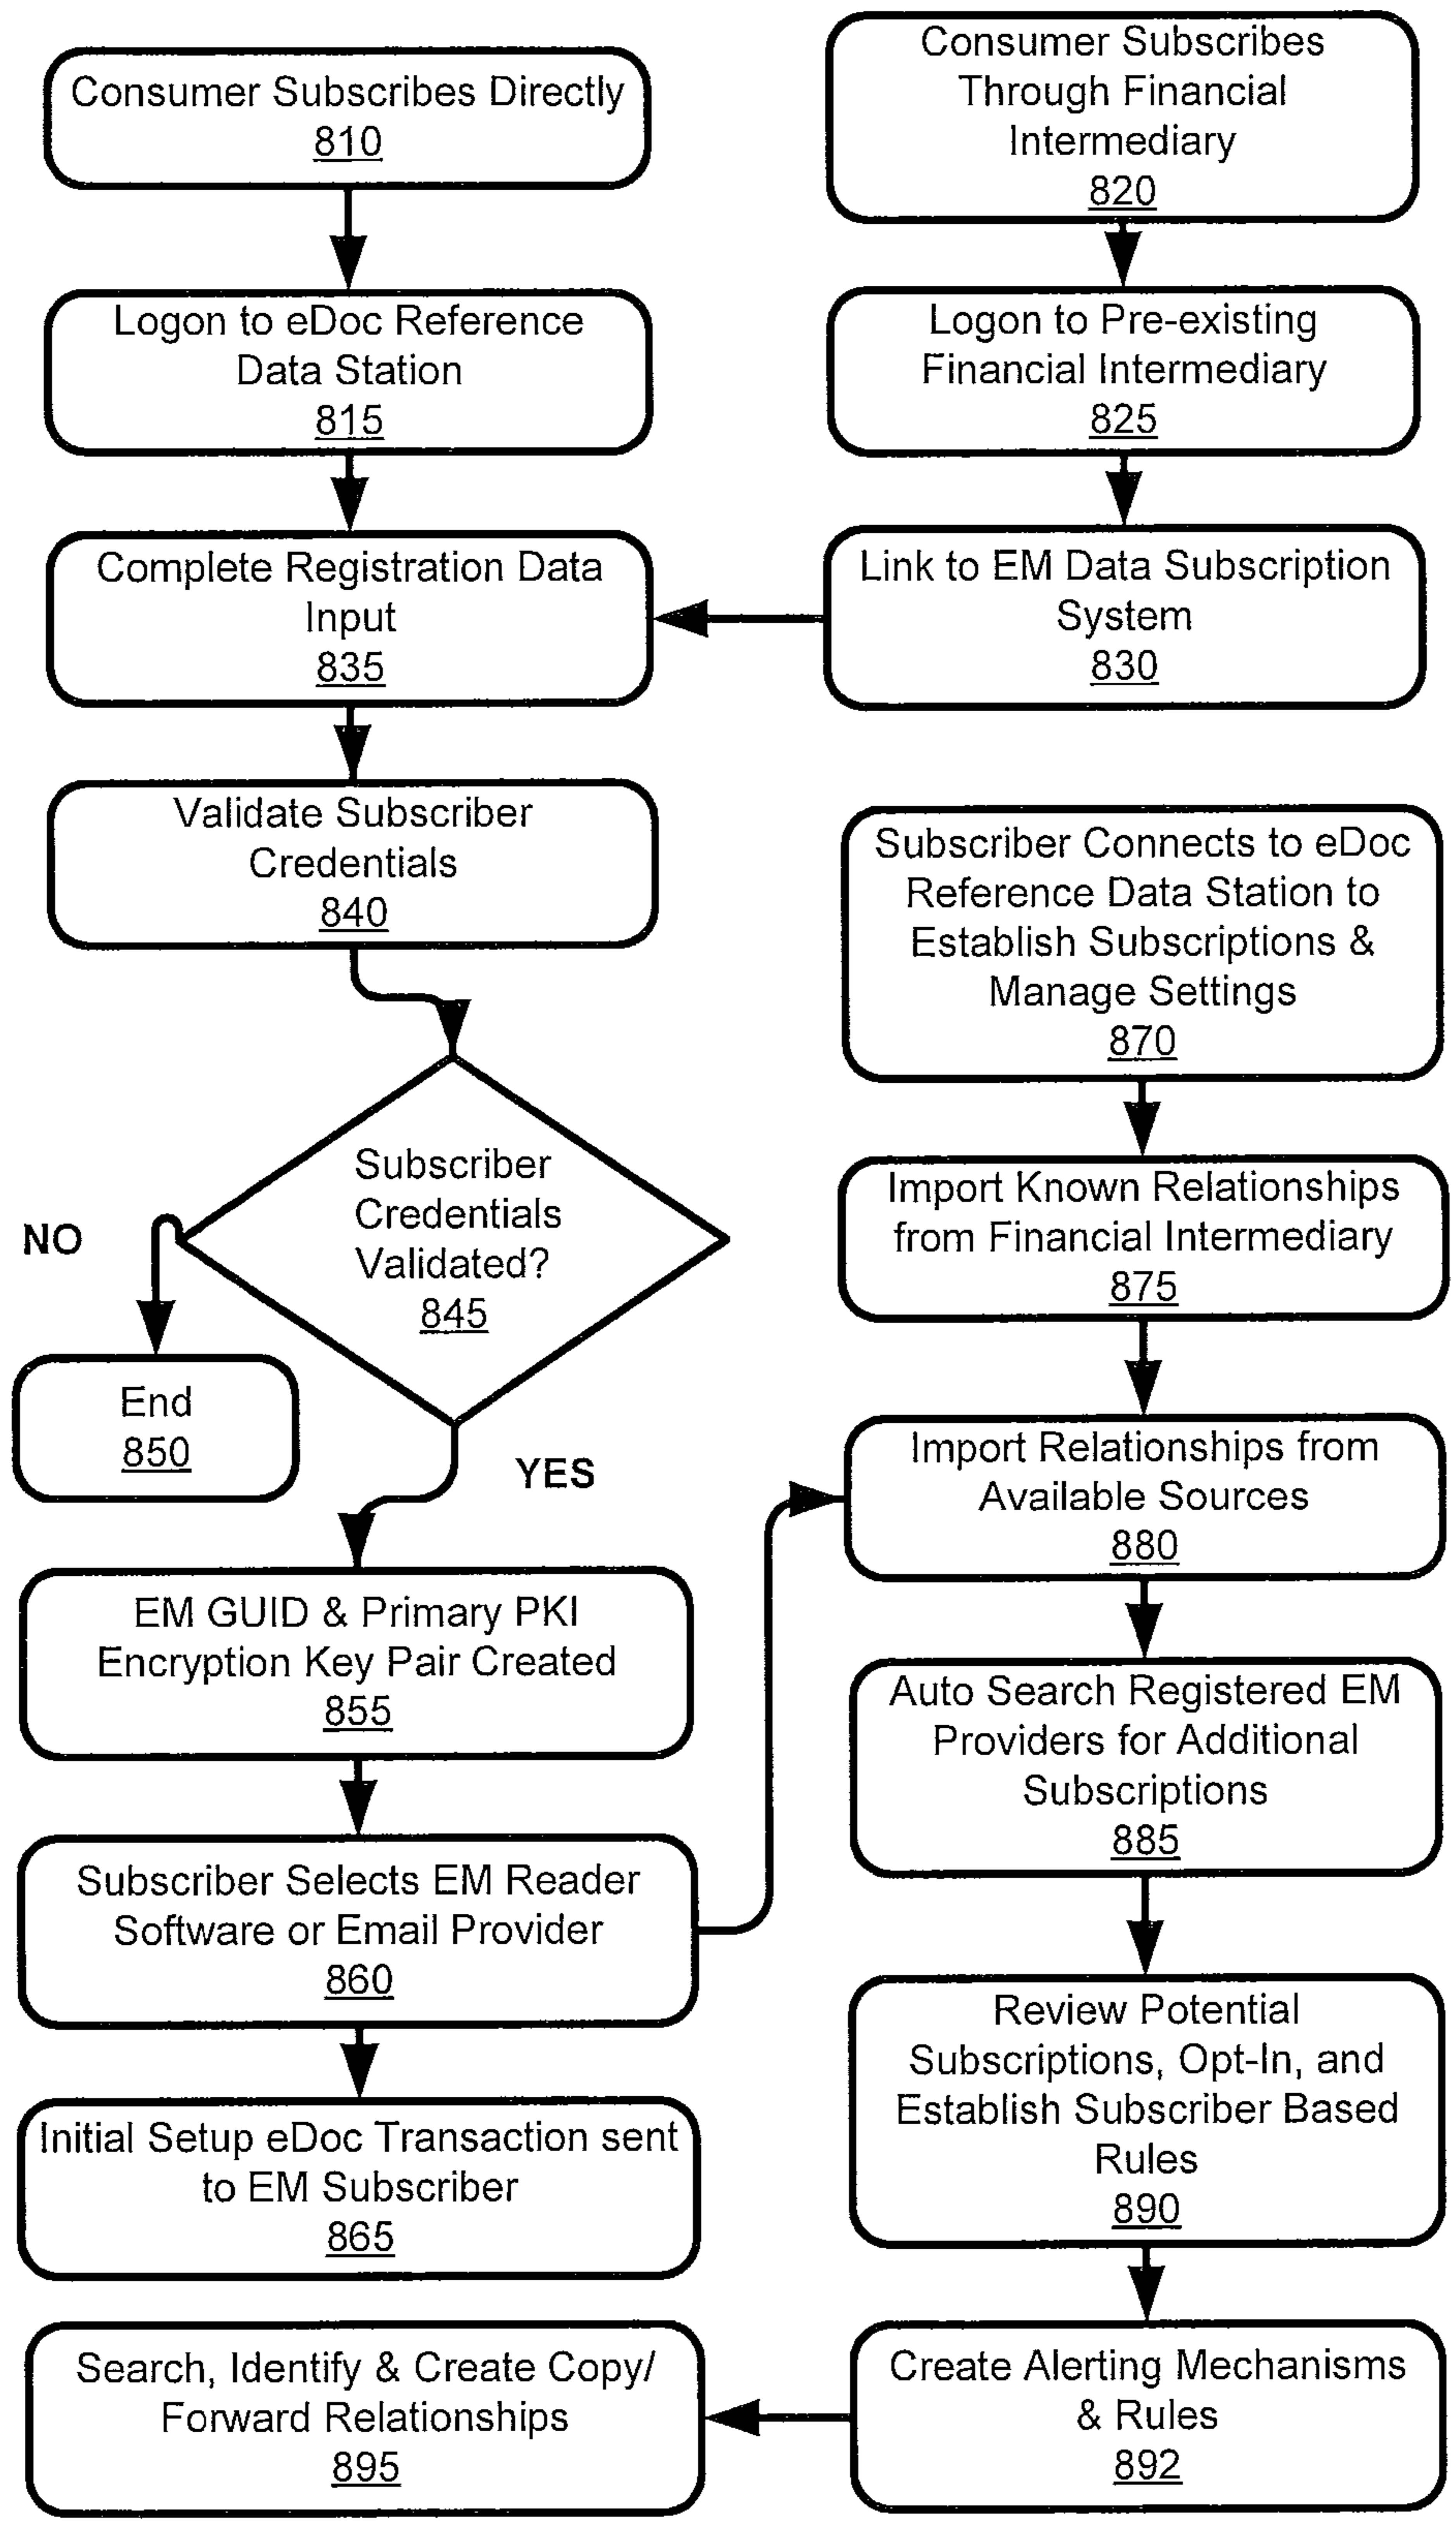 Consumer Subscribes Directly
810
Consumer Subscribes
Through Financial
Intermediary
820
Logon to eDoc Reference
Data Station
815
Logon to Pre-existing
Financial Intermediary
825
Complete Registration Data
Input
835
Link to EM Data Subscription
System
830
Validate Subscriber
Credentials
840
Subscriber Connects to eDoc
Reference Data Station to
Establish Subscriptions &
Manage Settings
870
Subscriber
Credentials
Validated?
845
NO
YES
End
850
Import Known Relationships
from Financial Intermediary
875
Import Relationships from
Available Sources
880
EM GUID & Primary PKI
Encryption Key Pair Created
855
Auto Search Registered EM
Providers for Additional
Subscriptions
885
Subscriber Selects EM Reader
Software or Email Provider
860
Review Potential
Subscriptions, Opt-In, and
Establish Subscriber Based
Rules
890
Initial Setup eDoc Transaction sent
to EM Subscriber
865
Create Alerting Mechanisms
& Rules
892
Search, Identify & Create Copy/
Forward Relationships
895